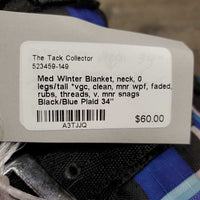 The Tack Collector
523459-149
Med Winter Blanket, neck, 0
legs/tail *vgc, clean, mnr wpf, faded,
rubs, threads, v. mnr snags
Black/Blue Plaid 34"
$60.00
A3TJJQ